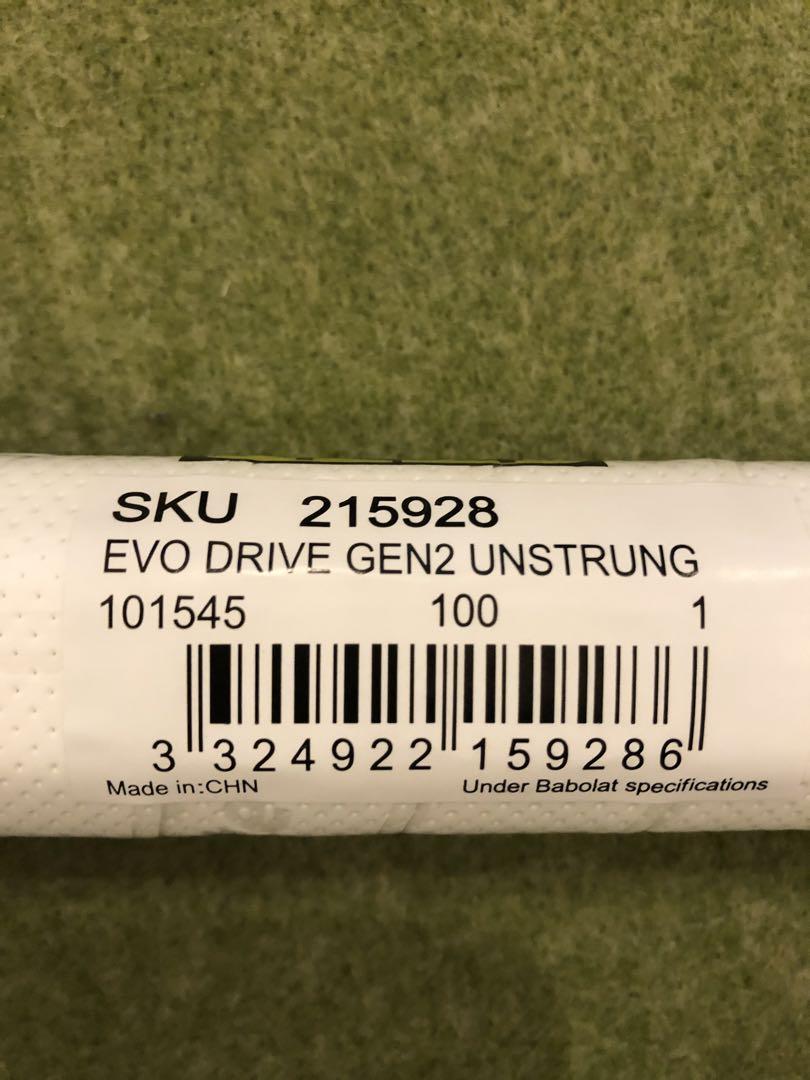 SKU 215928
EVO DRIVE GEN2 UNSTRUNG
101545 100 1
3 324922 159286
Made in:CHN Under Babolat specifications